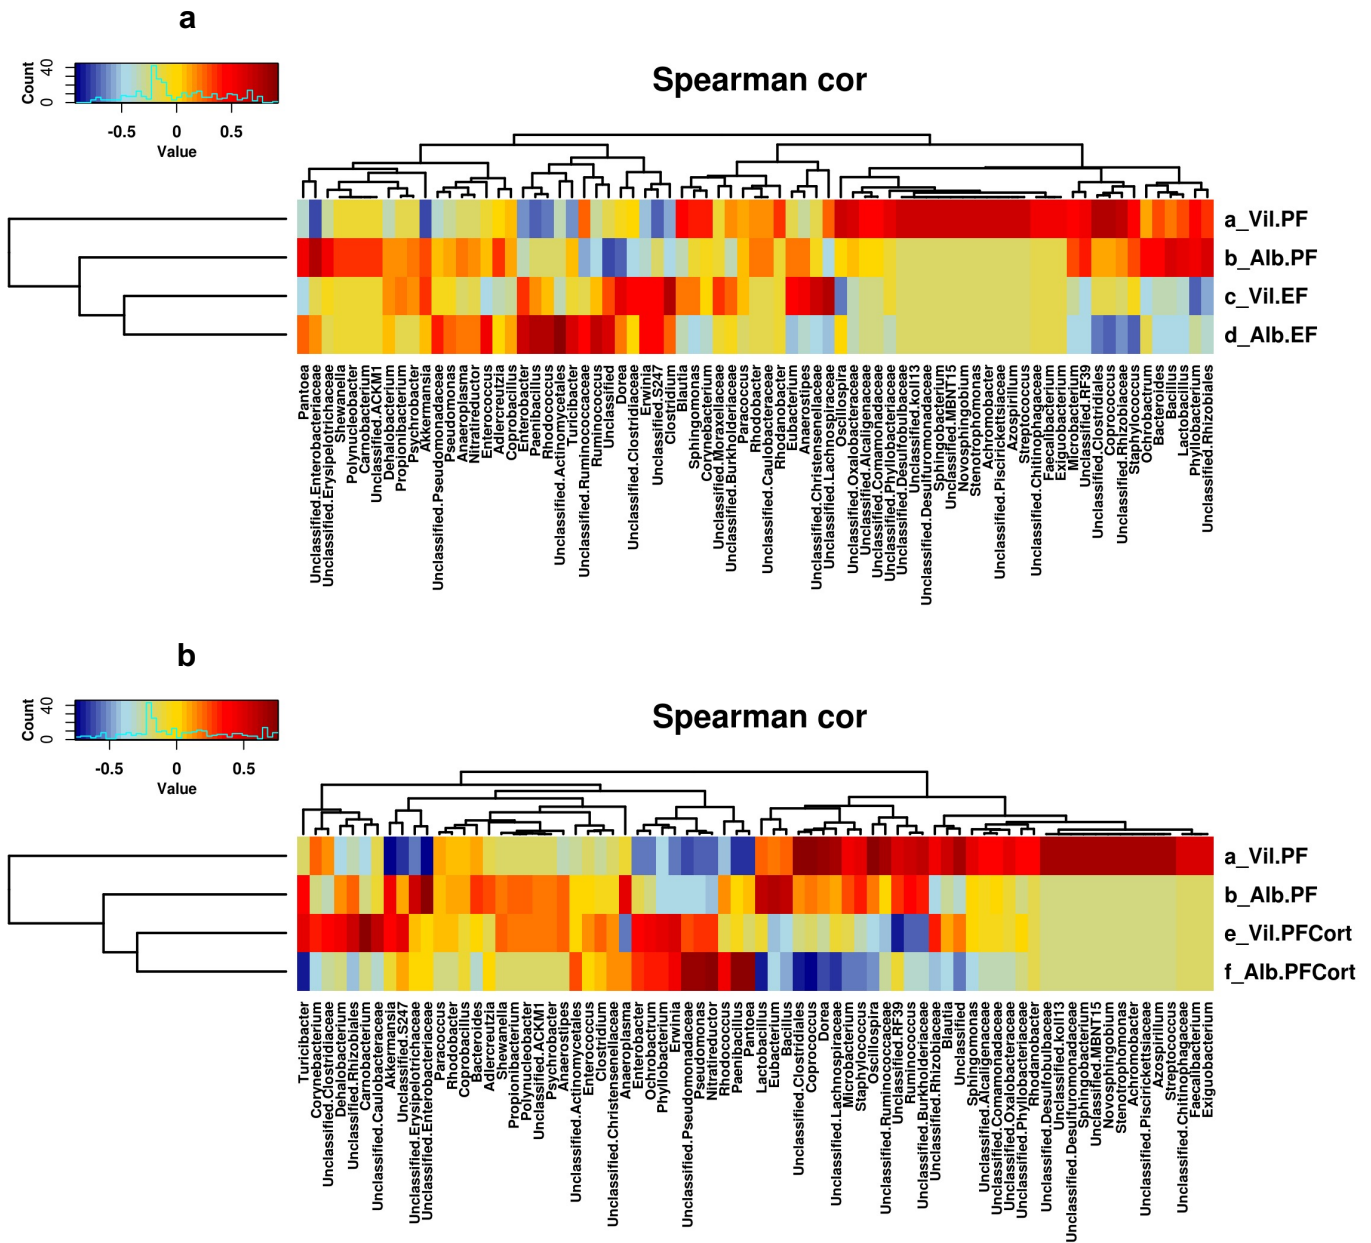 a
Count
0
40
-0.5 0 0.5
Value
Spearman cor
a_Vil.PF
b_Alb.PF
c_Vil.EF
d_Alb.EF
Pantoea
Unclassified.Enterobacteriaceae
Unclassified.Erysipelotrichaceae
Shewanella
Polynucleobacter
Carnobacterium
Unclassified.ACKM1
Dehalobacterium
Propionibacterium
Psychrobacter
Akkermansia
Unclassified.Pseudomonadaceae
Pseudomonas
Anaeroplasma
Nitratireductor
Enterococcus
Adlercreutzia
Coprobacillus
Enterobacter
Paenibacillus
Rhodococcus
Unclassified.Actinomycetales
Turicibacter
Unclassified.Ruminococcaceae
Ruminococcus
Unclassified
Dorea
Unclassified.Clostridiaceae
Erwinia
Unclassified.S247
Clostridium
Blautia
Sphingomonas
Corynebacterium
Unclassified.Moraxellaceae
Unclassified.Burkholderiaceae
Paracoccus
Rhodobacter
Unclassified.Caulobacteraceae
Rhodanobacter
Eubacterium
Anaerostipes
Unclassified.Christensenellaceae
Unclassified.Lachnospiraceae
Oscillospira
Unclassified.Oxalobacteraceae
Unclassified.Alcaligenaceae
Unclassified.Comamonadaceae
Unclassified.Phyllobacteriaceae
Unclassified.Desulfobulbaceae
Unclassified.koll13
Unclassified.Desulfuromonadaceae
Sphingobacterium
Unclassified.MBNT15
Novosphingobium
Stenotrophomonas
Achromobacter
Unclassified.Piscirickettsiaceae
Azospirillum
Streptococcus
Unclassified.Chitinophagaceae
Faecalibacterium
Exiguobacterium
Microbacterium
Unclassified.RF39
Unclassified.Clostridiales
Coprococcus
Unclassified.Rhizobiaceae
Staphylococcus
Ochrobactrum
Bacteroides
Bacillus
Lactobacillus
Phyllobacterium
Unclassified.Rhizobiales
b
Count
0
40
-0.5 0 0.5
Value
Spearman cor
a_Vil.PF
b_Alb.PF
e_Vil.PFCort
f_Alb.PFCort
Turicibacter
Corynebacterium
Unclassified.Clostridiaceae
Dehalobacterium
Unclassified.Rhizobiales
Carnobacterium
Unclassified.Caulobacteraceae
Akkermansia
Unclassified.S247
Unclassified.Erysipelotrichaceae
Unclassified.Enterobacteriaceae
Paracoccus
Rhodobacter
Coprobacillus
Bacteroides
Adlercreutzia
Shewanella
Propionibacterium
Polynucleobacter
Unclassified.ACKM1
Psychrobacter
Anaerostipes
Unclassified.Actinomycetales
Enterococcus
Clostridium
Unclassified.Christensenellaceae
Anaeroplasma
Enterobacter
Ochrobactrum
Phyllobacterium
Erwinia
Unclassified.Pseudomonadaceae
Pseudomonas
Nitratireductor
Rhodococcus
Paenibacillus
Pantoea
Lactobacillus
Eubacterium
Bacillus
Unclassified.Clostridiales
Coprococcus
Dorea
Unclassified.Lachnospiraceae
Microbacterium
Staphylococcus
Oscillospira
Unclassified.Ruminococcaceae
Unclassified.RF39
Ruminococcus
Unclassified.Burkholderiaceae
Unclassified.Rhizobiaceae
Blautia
Unclassified
Sphingomonas
Unclassified.Alcaligenaceae
Unclassified.Comamonadaceae
Unclassified.Oxalobacteraceae
Unclassified.Phyllobacteriaceae
Rhodanobacter
Unclassified.Desulfobulbaceae
Unclassified.koll13
Unclassified.Desulfuromonadaceae
Sphingobacterium
Unclassified.MBNT15
Novosphingobium
Stenotrophomonas
Achromobacter
Unclassified.Piscirickettsiaceae
Azospirillum
Streptococcus
Unclassified.Chitinophagaceae
Faecalibacterium
Exiguobacterium